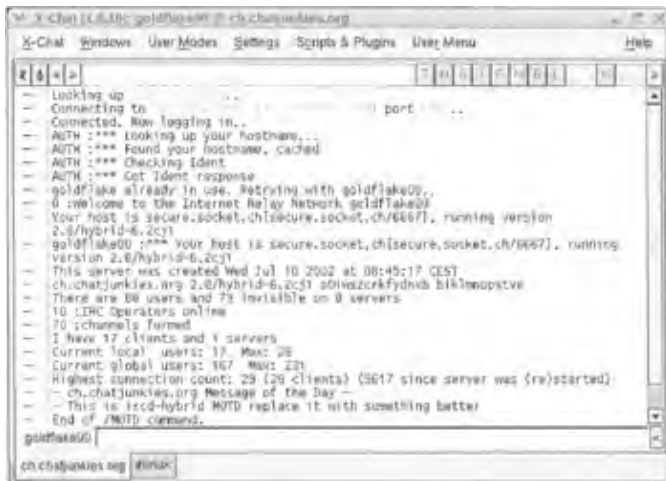 X-Chat [1.8.10]: goldflake00 @ ch.chatjunkies.org
X-Chat Windows User Modes Settings Scripts & Plugins User Menu Help
X < >
T N S I P M B L
- Looking up ..
- Connecting to port ..
- Connected. Now logging in..
- AUTH :*** Looking up your hostname...
- AUTH :*** Found your hostname, cached
- AUTH :*** Checking Ident
- AUTH :*** Got Ident response
- goldflake already in use. Retrying with goldflake00..
- 0 :Welcome to the Internet Relay Network goldflake00
- Your host is secure.socket.ch[secure.socket.ch/6667], running version
2.8/hybrid-6.2cj1
- goldflake00 :*** Your host is secure.socket.ch[secure.socket.ch/6667], running
version 2.8/hybrid-6.2cj1
- This server was created Wed Jul 10 2002 at 08:45:17 CEST
- ch.chatjunkies.org 2.8/hybrid-6.2cj1 biklmnopstve
- There are 88 users and 79 invisible on 8 servers
- 10 :IRC Operators online
- 70 :channels formed
- I have 17 clients and 1 servers
- Current local users: 17 Max: 28
- Current global users: 167 Max: 231
- Highest connection count: 29 (28 clients) (5617 since server was (re)started)
- - ch.chatjunkies.org Message of the Day -
- - This is ircd-hybrid MOTD replace it with something better
- End of /MOTD command.
goldflake00
ch.chatjunkies.org #linux